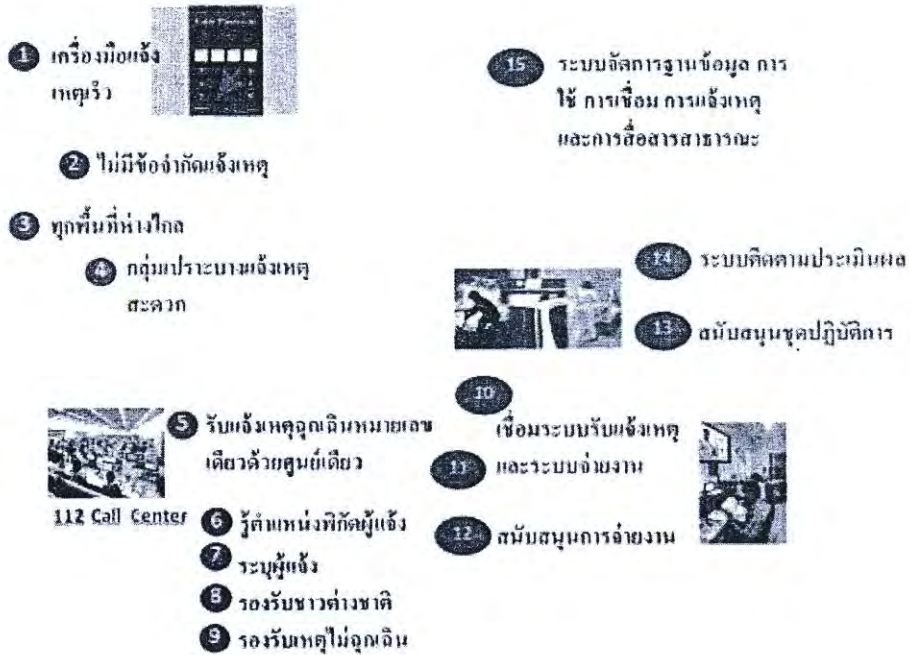 1 เครื่องมือแจ้ง
เหตุเร็ว
2 ไม่มีข้อจำกัดแจ้งเหตุ
3 ทุกพื้นที่ห่างไกล
4 กลุ่มเปราะบางแจ้งเหตุ
สะดวก
5 รับแจ้งเหตุฉุกเฉินหมายเลข
เดียวด้วยศูนย์เดียว
112 Call Center
6 รู้ตำแหน่งพิกัดผู้แจ้ง
7 ระบุผู้แจ้ง
8 รองรับชาวต่างชาติ
9 รองรับเหตุไม่ฉุกเฉิน
10
เชื่อมระบบรับแจ้งเหตุ
11 และระบบจ่ายงาน
12 สนับสนุนการจ่ายงาน
13 สนับสนุนชุดปฏิบัติการ
14 ระบบติดตามประเมินผล
15 ระบบจัดการฐานข้อมูล การ
ใช้ การเชื่อม การแจ้งเหตุ
และการสื่อสารสาธารณะ